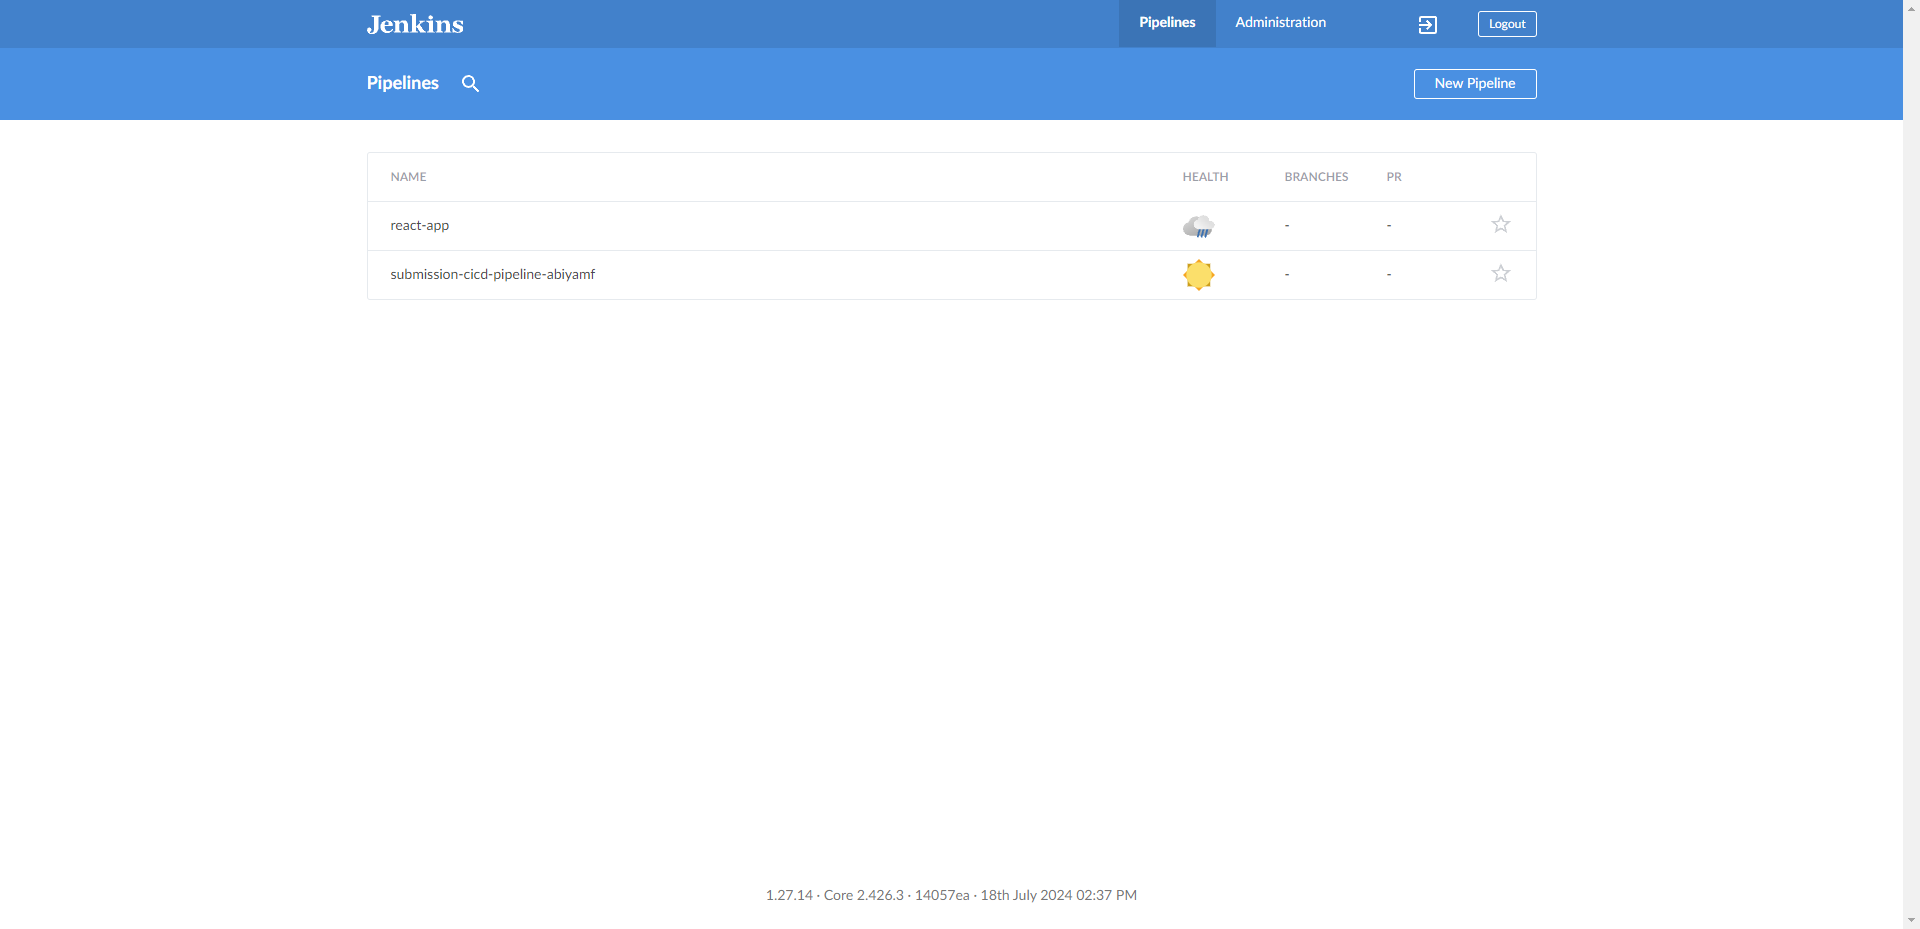 Jenkins
Pipelines Administration Logout
Pipelines New Pipeline
NAME HEALTH BRANCHES PR
react-app - -
submission-cicd-pipeline-abiyamf - -
1.27.14 · Core 2.426.3 · 14057ea · 18th July 2024 02:37 PM